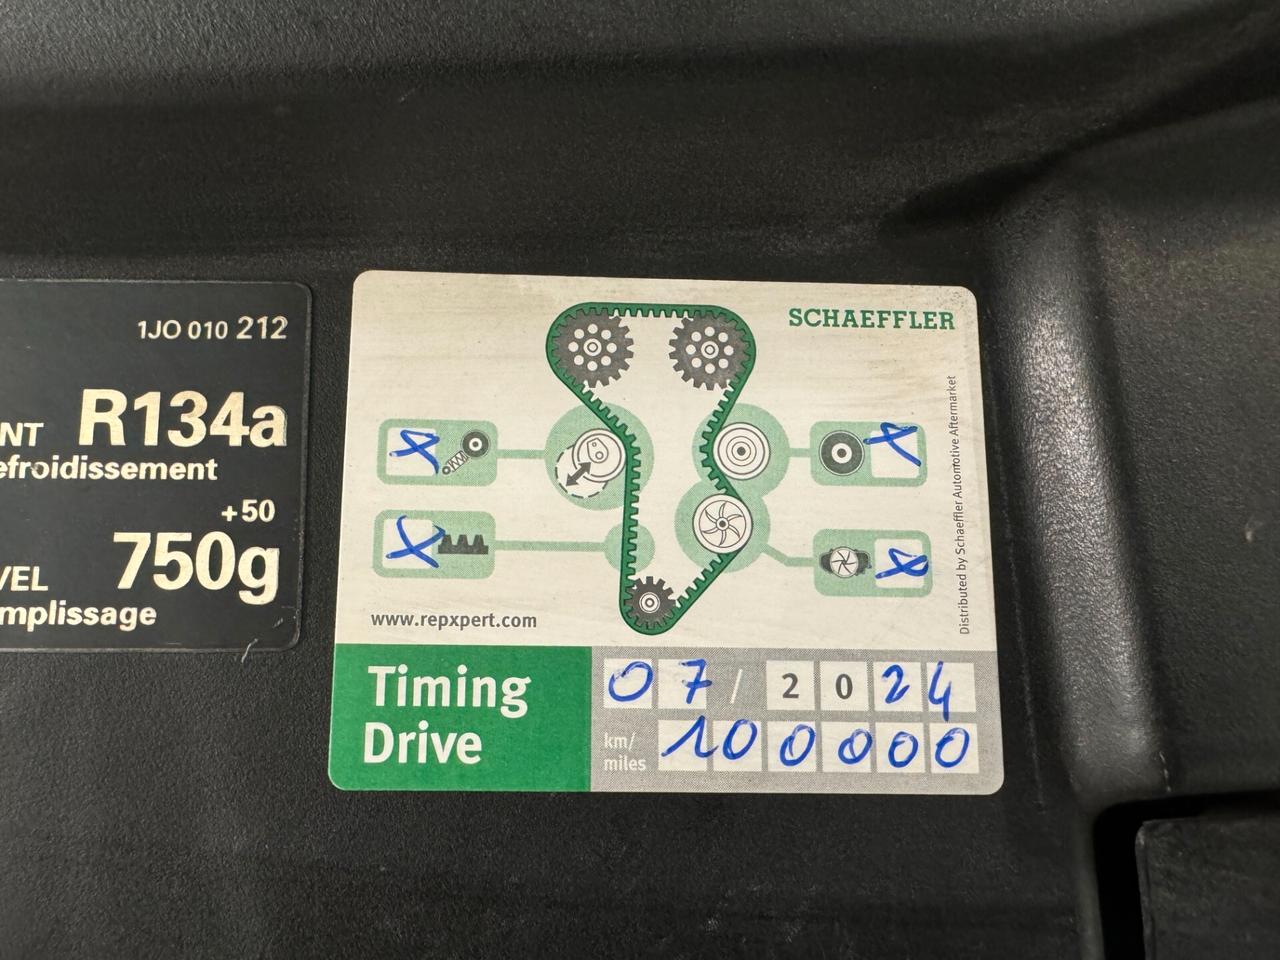 1JO 010 212
NT R134a
efroidissement
+50
VEL 750g
mplissage
SCHAEFFLER
X
X
X
X
www.repxpert.com
Distributed by Schaeffler Automotive Aftermarket
Timing
Drive
07/2024
km/
miles
100000